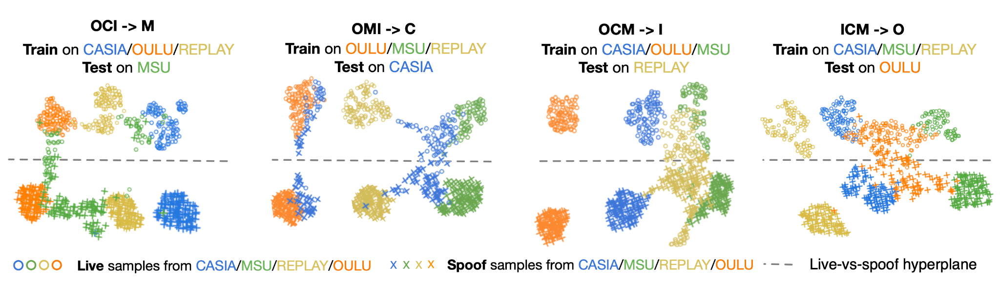 OCI -> M
Train on CASIA/OULU/REPLAY
Test on MSU
OMI -> C
Train on OULU/MSU/REPLAY
Test on CASIA
OCM -> I
Train on CASIA/OULU/MSU
Test on REPLAY
ICM -> O
Train on CASIA/MSU/REPLAY
Test on OULU
Live samples from CASIA/MSU/REPLAY/OULU
Spoof samples from CASIA/MSU/REPLAY/OULU
Live-vs-spoof hyperplane